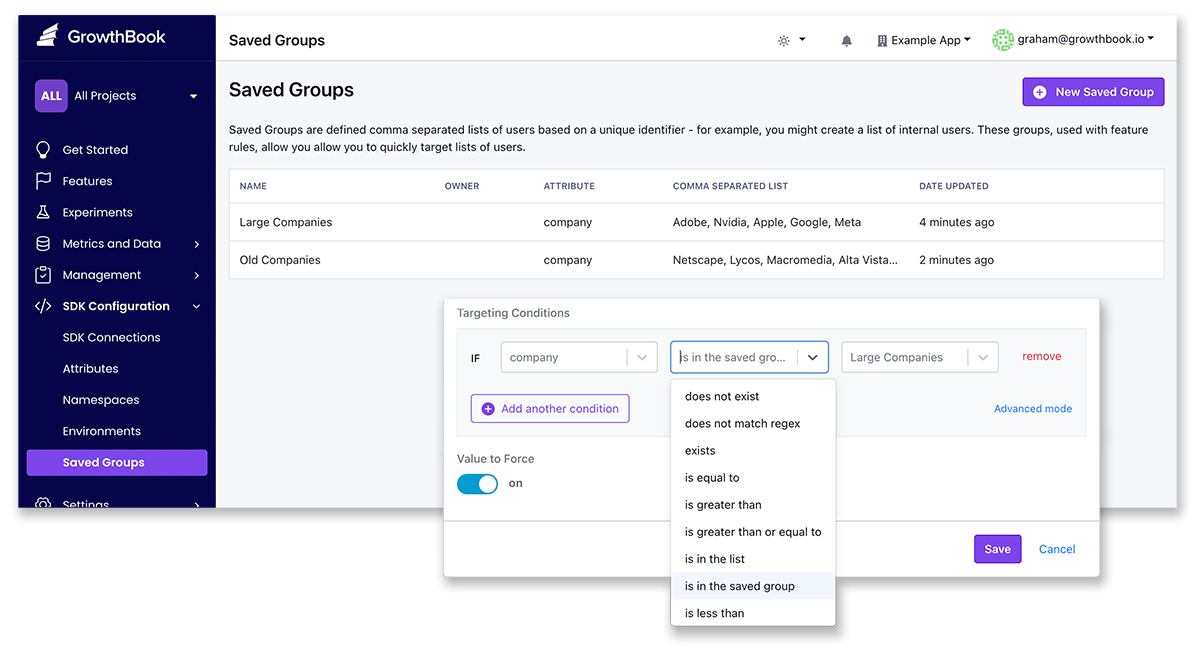 GrowthBook
Saved Groups
Example App
graham@growthbook.io
ALL All Projects
Get Started
Features
Experiments
Metrics and Data
Management
SDK Configuration
SDK Connections
Attributes
Namespaces
Environments
Saved Groups
Settings
Saved Groups
New Saved Group
Saved Groups are defined comma separated lists of users based on a unique identifier - for example, you might create a list of internal users. These groups, used with feature
rules, allow you allow you to quickly target lists of users.
NAME OWNER ATTRIBUTE COMMA SEPARATED LIST DATE UPDATED
Large Companies company Adobe, Nvidia, Apple, Google, Meta 4 minutes ago
Old Companies company Netscape, Lycos, Macromedia, Alta Vista... 2 minutes ago
Targeting Conditions
IF company is in the saved gro... Large Companies remove
Add another condition
Advanced mode
does not exist
does not match regex
exists
is equal to
is greater than
is greater than or equal to
is in the list
is in the saved group
is less than
Value to Force
on
Save Cancel